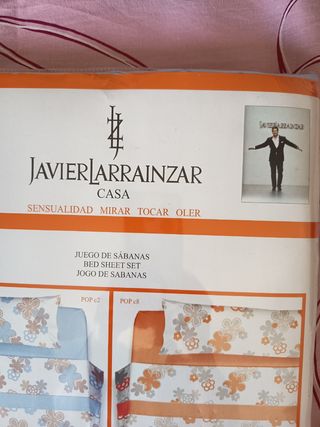 JAVIERLARRAINZAR
JAVIERLARRAINZAR
CASA
SENSUALIDAD MIRAR TOCAR OLER
JUEGO DE SÁBANAS
BED SHEET SET
JOGO DE SABANAS
POP c2
POP c8